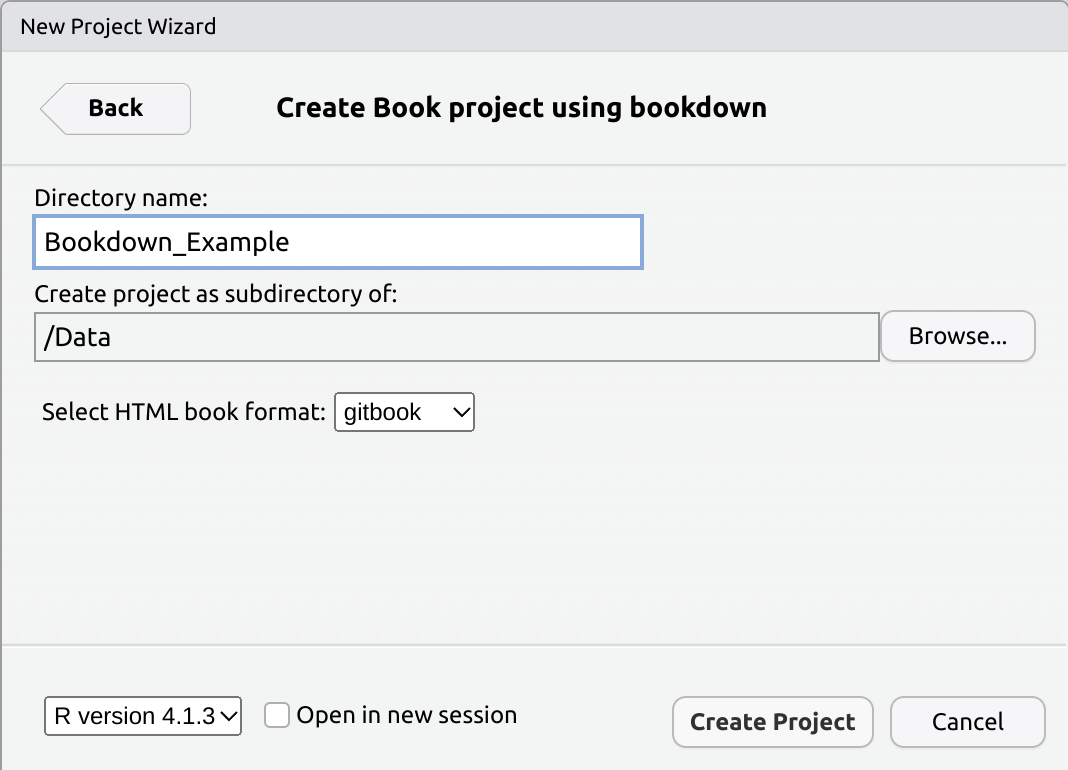 New Project Wizard
Back
Create Book project using bookdown
Directory name:
Bookdown_Example
Create project as subdirectory of:
/Data
Browse...
Select HTML book format: gitbook
R version 4.1.3
Open in new session
Create Project
Cancel